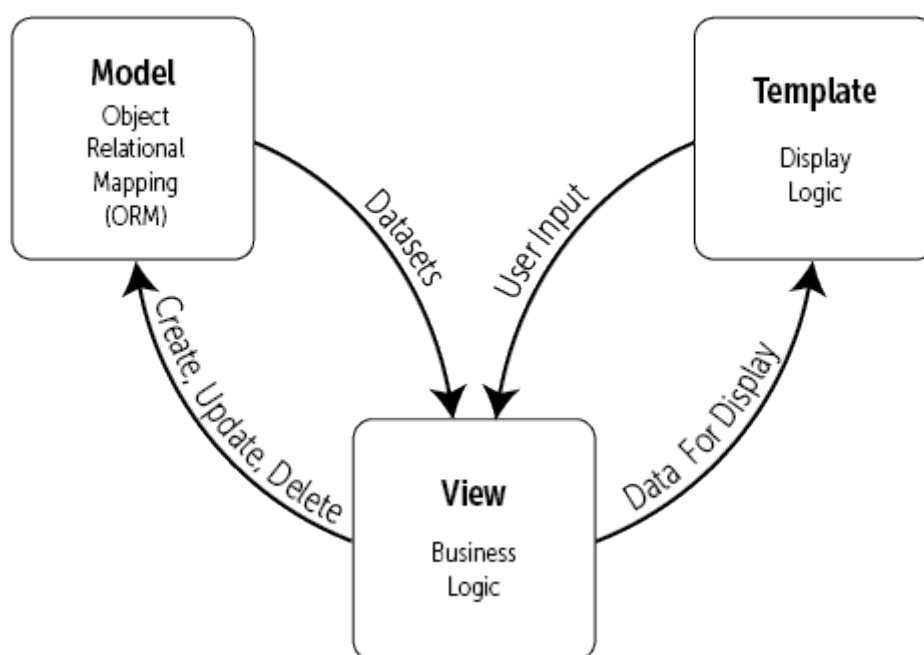 Model
Object
Relational
Mapping
(ORM)
Template
Display
Logic
Datasets
User Input
Create, Update, Delete
Data For Display
View
Business
Logic